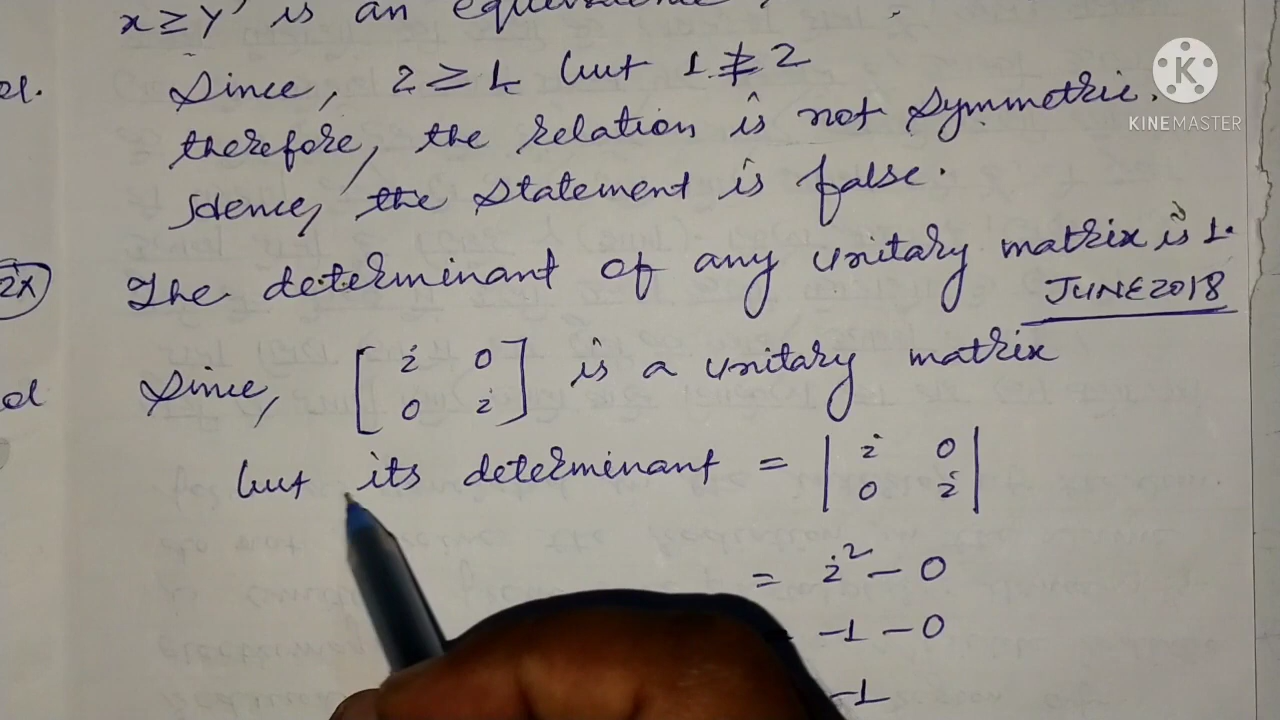 x ≥ y is an
Since, 2 ≥ 1 but 1 ≱ 2
therefore, the relation is not symmetric.
Hence, the statement is false.
The determinant of any unitary matrix is 1.
JUNE 2018
Since, [i 0
0 i] is a unitary matrix
but its determinant = |i 0
0 i|
= i² - 0
-1 - 0
-1
K
KINEMASTER